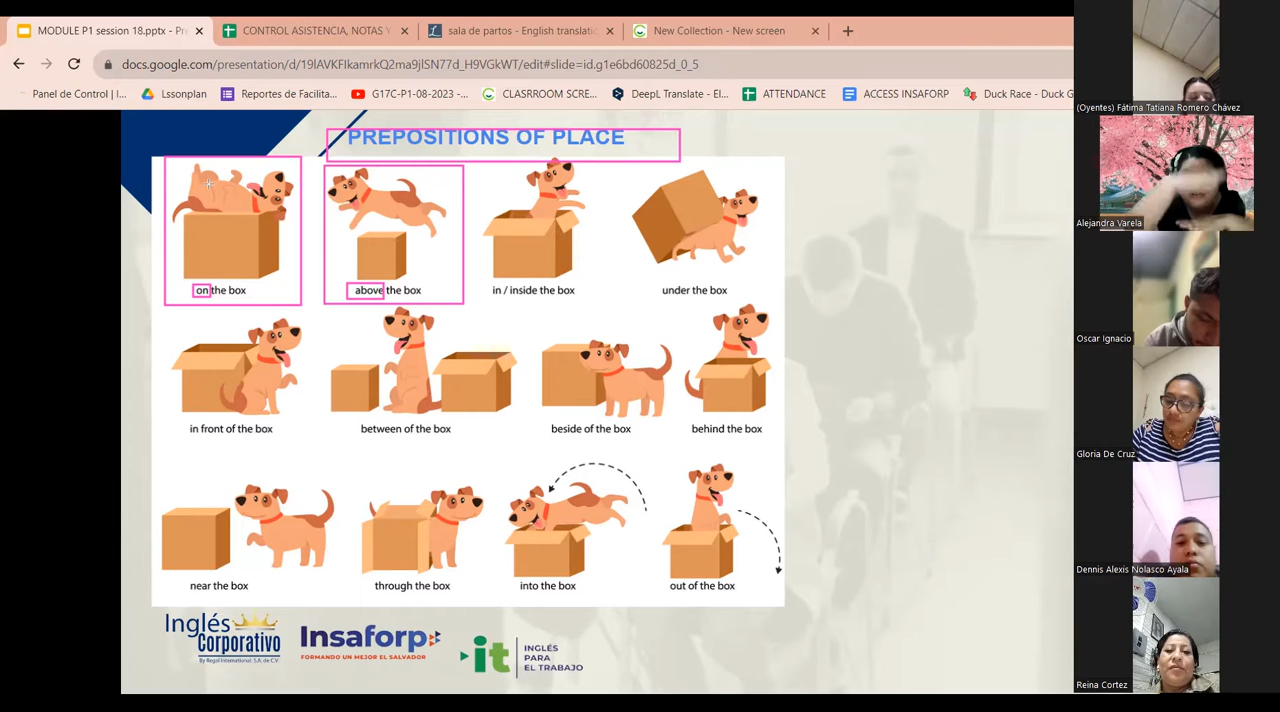 MODULE P1 session 18.pptx - Pr
CONTROL ASISTENCIA, NOTAS Y
sala de partos - English translatic
New Collection - New screen
docs.google.com/presentation/d/19lAVKFIkamrkQ2ma9jlSN77d_H9VGkWT/edit#slide=id.g1e6bd60825d_0_5
Panel de Control | I...
Lssonplan
Reportes de Facilita...
G17C-P1-08-2023 -...
CLASSROOM SCRE...
DeepL Translate - El...
ATTENDANCE
ACCESS INSAFORP
Duck Race - Duck G
PREPOSITIONS OF PLACE
on the box
above the box
in / inside the box
under the box
in front of the box
between of the box
beside of the box
behind the box
near the box
through the box
into the box
out of the box
Inglés
Corporativo
By Regal International. S.A. de C.V
Insaforp
FORMANDO UN MEJOR EL SALVADOR
it
INGLÉS
PARA
EL TRABAJO
(Oyentes) Fátima Tatiana Romero Chávez
Alejandra Varela
Oscar Ignacio
Gloria De Cruz
Dennis Alexis Nolasco Ayala
Reina Cortez